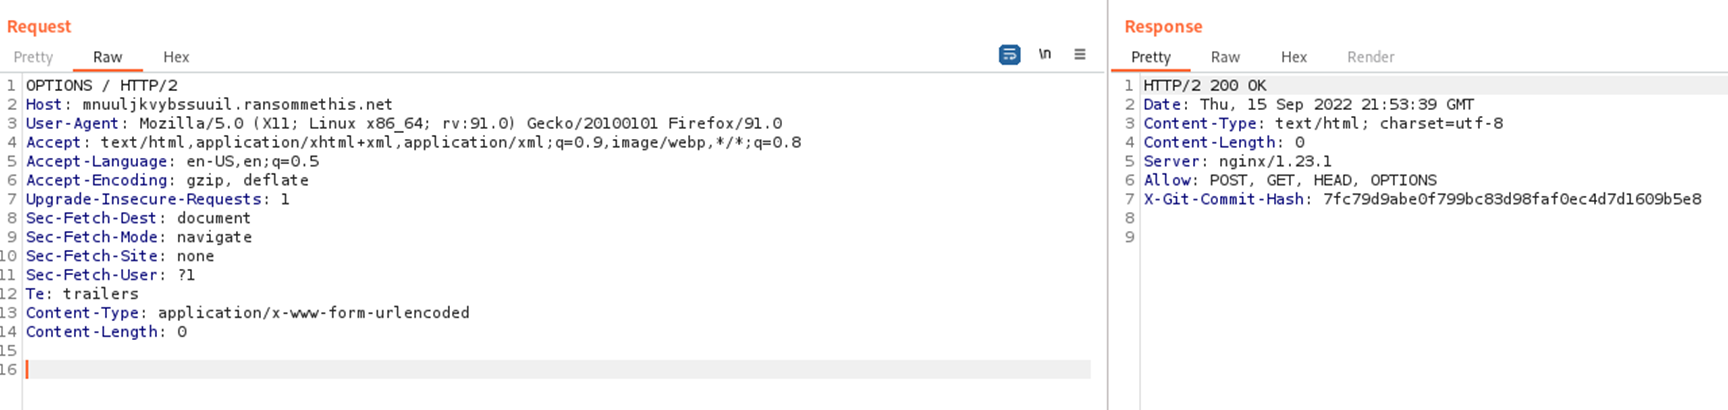 Request
Pretty Raw Hex
\n
1 OPTIONS / HTTP/2
2 Host: mnuuljkvybssuuil.ransommethis.net
3 User-Agent: Mozilla/5.0 (X11; Linux x86_64; rv:91.0) Gecko/20100101 Firefox/91.0
4 Accept: text/html,application/xhtml+xml,application/xml;q=0.9,image/webp,*/*;q=0.8
5 Accept-Language: en-US,en;q=0.5
6 Accept-Encoding: gzip, deflate
7 Upgrade-Insecure-Requests: 1
8 Sec-Fetch-Dest: document
9 Sec-Fetch-Mode: navigate
10 Sec-Fetch-Site: none
11 Sec-Fetch-User: ?1
12 Te: trailers
13 Content-Type: application/x-www-form-urlencoded
14 Content-Length: 0
15
16
Response
Pretty Raw Hex Render
1 HTTP/2 200 OK
2 Date: Thu, 15 Sep 2022 21:53:39 GMT
3 Content-Type: text/html; charset=utf-8
4 Content-Length: 0
5 Server: nginx/1.23.1
6 Allow: POST, GET, HEAD, OPTIONS
7 X-Git-Commit-Hash: 7fc79d9abe0f799bc83d98faf0ec4d7d1609b5e8
8
9